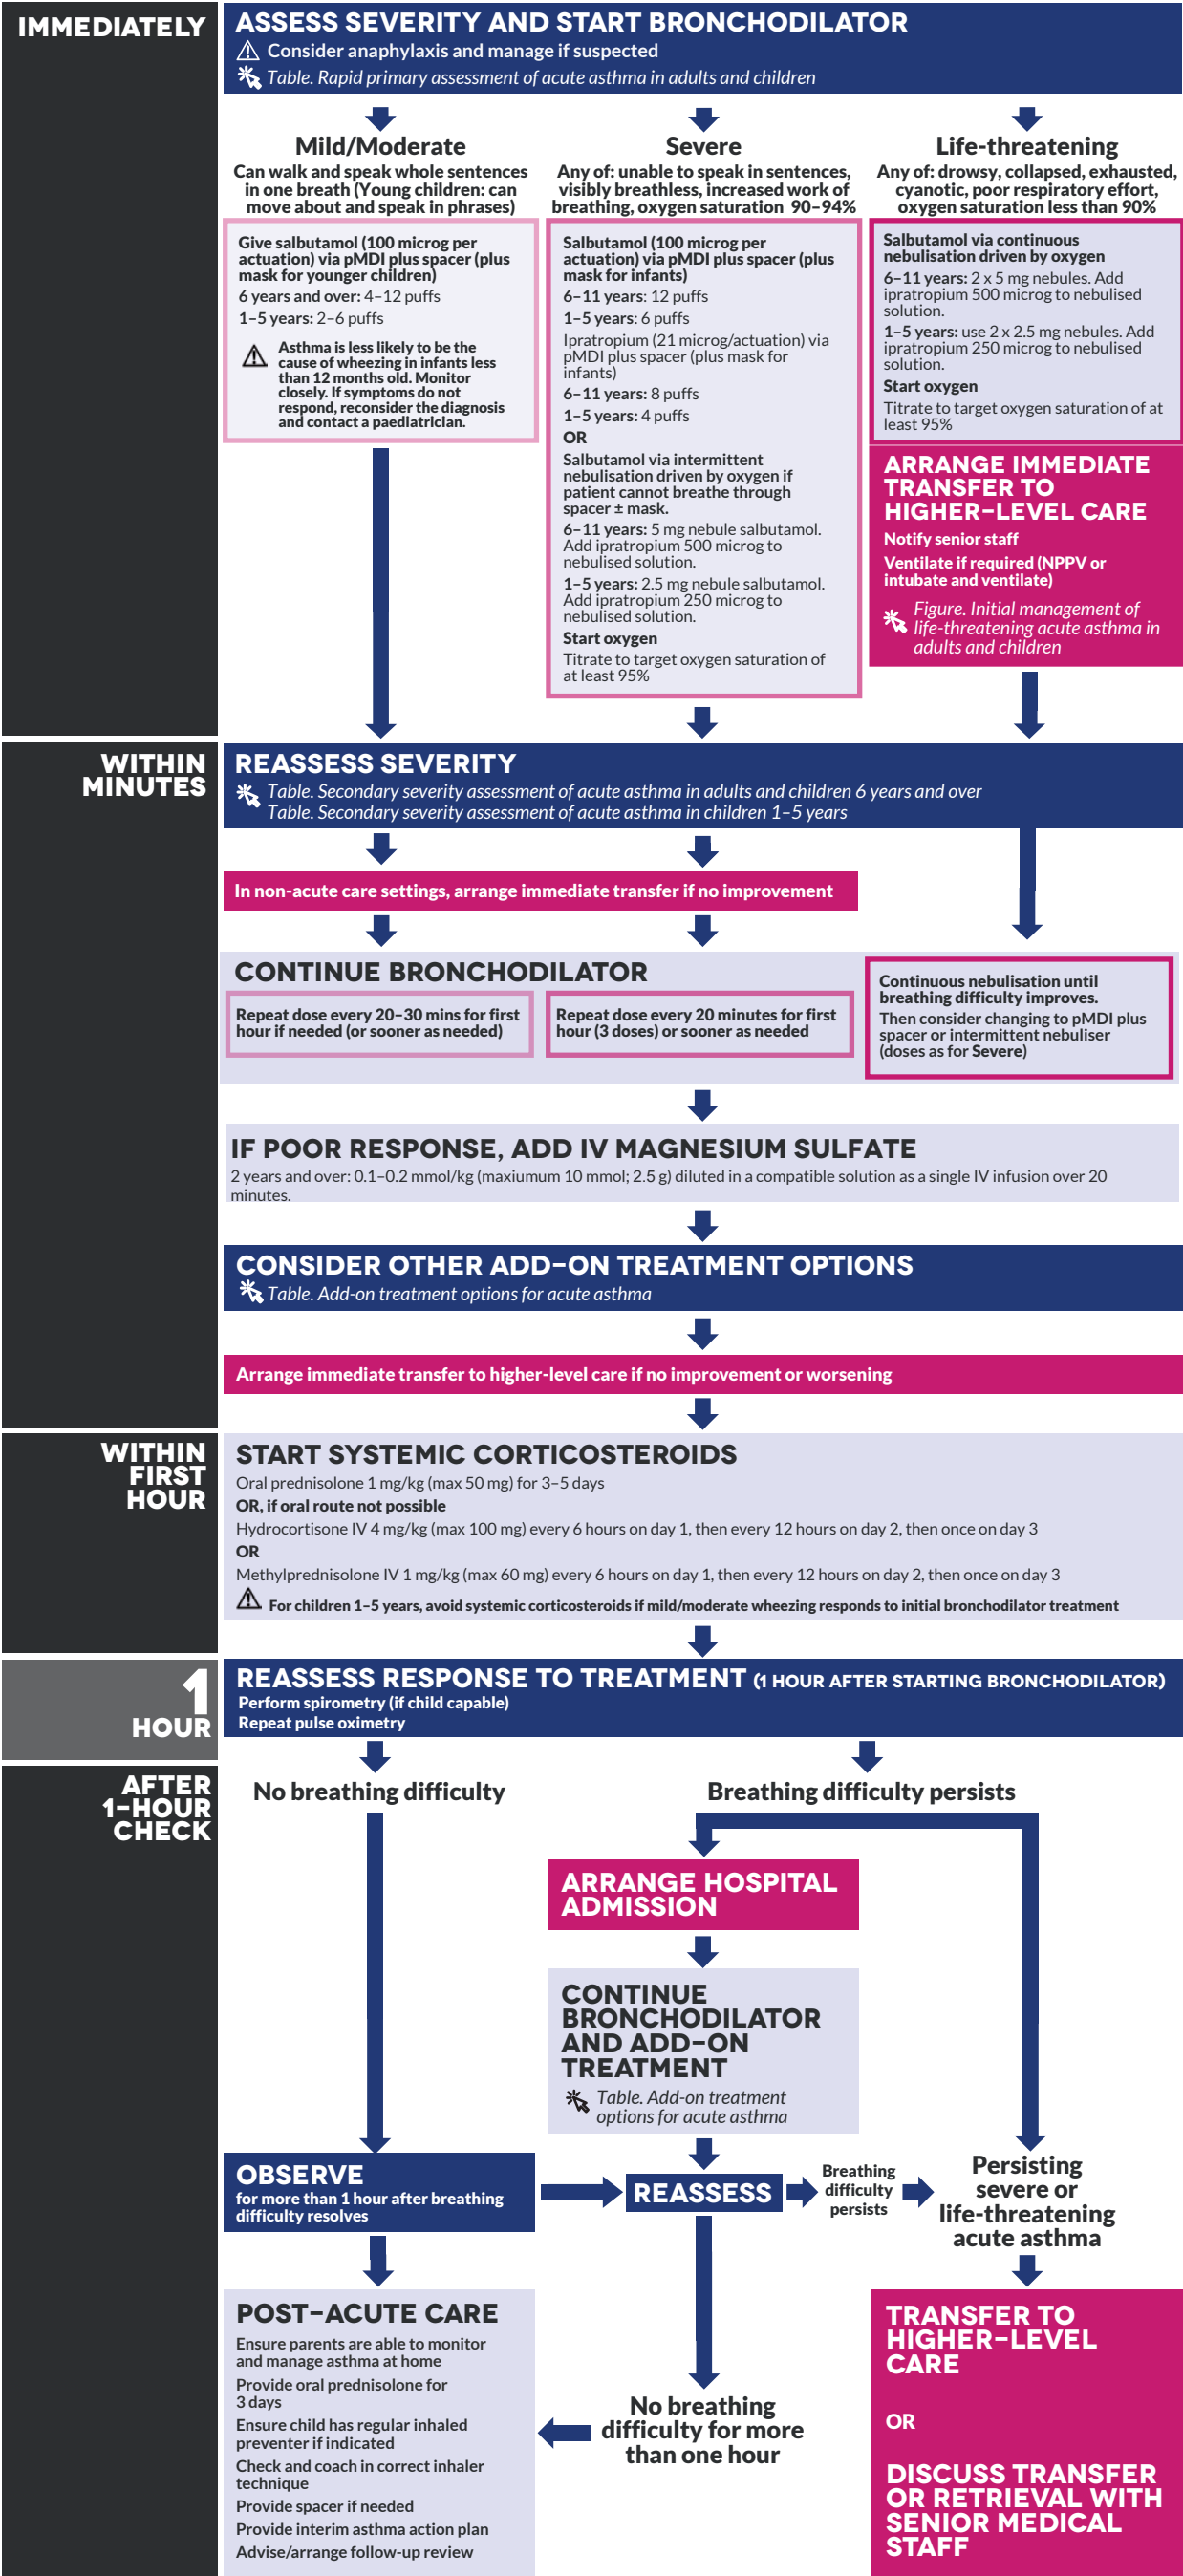 IMMEDIATELY
ASSESS SEVERITY AND START BRONCHODILATOR
Consider anaphylaxis and manage if suspected
Table. Rapid primary assessment of acute asthma in adults and children
Mild/Moderate
Can walk and speak whole sentences
in one breath (Young children: can
move about and speak in phrases)
Give salbutamol (100 microg per
actuation) via pMDI plus spacer (plus
mask for younger children)
6 years and over: 4–12 puffs
1–5 years: 2–6 puffs
Asthma is less likely to be the
cause of wheezing in infants less
than 12 months old. Monitor
closely. If symptoms do not
respond, reconsider the diagnosis
and contact a paediatrician.
Severe
Any of: unable to speak in sentences,
visibly breathless, increased work of
breathing, oxygen saturation 90–94%
Salbutamol (100 microg per
actuation) via pMDI plus spacer (plus
mask for infants)
6–11 years: 12 puffs
1–5 years: 6 puffs
Ipratropium (21 microg/actuation) via
pMDI plus spacer (plus mask for
infants)
6–11 years: 8 puffs
1–5 years: 4 puffs
OR
Salbutamol via intermittent
nebulisation driven by oxygen if
patient cannot breathe through
spacer ± mask.
6–11 years: 5 mg nebule salbutamol.
Add ipratropium 500 microg to
nebulised solution.
1–5 years: 2.5 mg nebule salbutamol.
Add ipratropium 250 microg to
nebulised solution.
Start oxygen
Titrate to target oxygen saturation of
at least 95%
Life-threatening
Any of: drowsy, collapsed, exhausted,
cyanotic, poor respiratory effort,
oxygen saturation less than 90%
Salbutamol via continuous
nebulisation driven by oxygen
6–11 years: 2 x 5 mg nebules. Add
ipratropium 500 microg to nebulised
solution.
1–5 years: use 2 x 2.5 mg nebules. Add
ipratropium 250 microg to nebulised
solution.
Start oxygen
Titrate to target oxygen saturation of at
least 95%
ARRANGE IMMEDIATE
TRANSFER TO
HIGHER–LEVEL CARE
Notify senior staff
Ventilate if required (NPPV or
intubate and ventilate)
Figure. Initial management of
life-threatening acute asthma in
adults and children
WITHIN
MINUTES
REASSESS SEVERITY
Table. Secondary severity assessment of acute asthma in adults and children 6 years and over
Table. Secondary severity assessment of acute asthma in children 1–5 years
In non-acute care settings, arrange immediate transfer if no improvement
CONTINUE BRONCHODILATOR
Repeat dose every 20–30 mins for first
hour if needed (or sooner as needed)
Repeat dose every 20 minutes for first
hour (3 doses) or sooner as needed
Continuous nebulisation until
breathing difficulty improves.
Then consider changing to pMDI plus
spacer or intermittent nebuliser
(doses as for Severe)
IF POOR RESPONSE, ADD IV MAGNESIUM SULFATE
2 years and over: 0.1–0.2 mmol/kg (maxiumum 10 mmol; 2.5 g) diluted in a compatible solution as a single IV infusion over 20
minutes.
CONSIDER OTHER ADD–ON TREATMENT OPTIONS
Table. Add-on treatment options for acute asthma
Arrange immediate transfer to higher-level care if no improvement or worsening
WITHIN
FIRST
HOUR
START SYSTEMIC CORTICOSTEROIDS
Oral prednisolone 1 mg/kg (max 50 mg) for 3–5 days
OR, if oral route not possible
Hydrocortisone IV 4 mg/kg (max 100 mg) every 6 hours on day 1, then every 12 hours on day 2, then once on day 3
OR
Methylprednisolone IV 1 mg/kg (max 60 mg) every 6 hours on day 1, then every 12 hours on day 2, then once on day 3
For children 1–5 years, avoid systemic corticosteroids if mild/moderate wheezing responds to initial bronchodilator treatment
1
HOUR
REASSESS RESPONSE TO TREATMENT (1 HOUR AFTER STARTING BRONCHODILATOR)
Perform spirometry (if child capable)
Repeat pulse oximetry
AFTER
1–HOUR
CHECK
No breathing difficulty
Breathing difficulty persists
ARRANGE HOSPITAL
ADMISSION
CONTINUE
BRONCHODILATOR
AND ADD–ON
TREATMENT
Table. Add-on treatment
options for acute asthma
OBSERVE
for more than 1 hour after breathing
difficulty resolves
REASSESS
Breathing
difficulty
persists
Persisting
severe or
life-threatening
acute asthma
POST–ACUTE CARE
Ensure parents are able to monitor
and manage asthma at home
Provide oral prednisolone for
3 days
Ensure child has regular inhaled
preventer if indicated
Check and coach in correct inhaler
technique
Provide spacer if needed
Provide interim asthma action plan
Advise/arrange follow-up review
No breathing
difficulty for more
than one hour
TRANSFER TO
HIGHER–LEVEL
CARE
OR
DISCUSS TRANSFER
OR RETRIEVAL WITH
SENIOR MEDICAL
STAFF